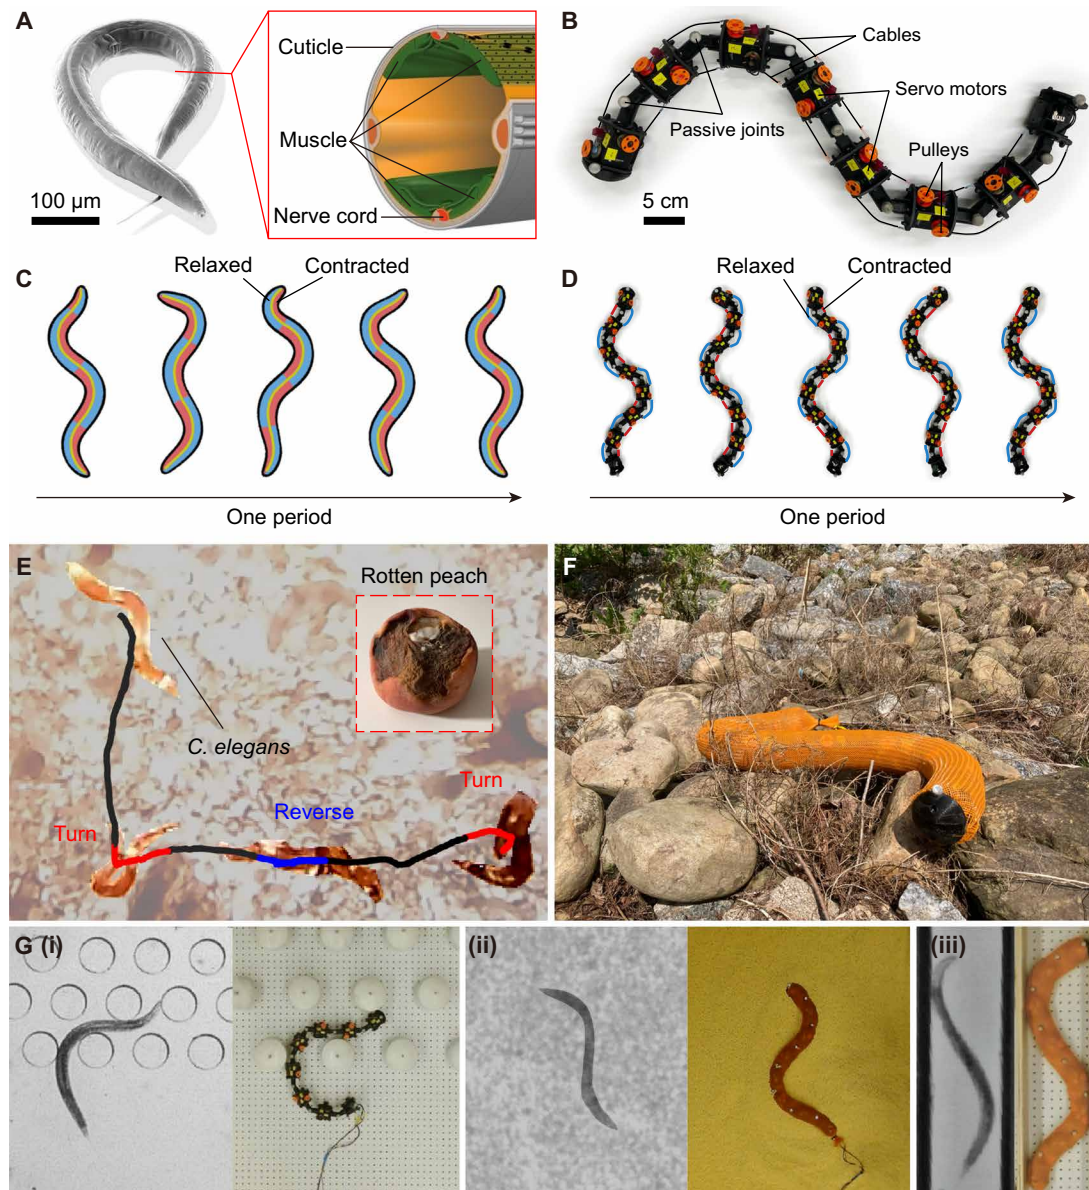 A
Cuticle
Muscle
Nerve cord
100 μm
B
Cables
Servo motors
Passive joints
Pulleys
5 cm
C
Relaxed
Contracted
One period
D
Relaxed
Contracted
One period
E
Rotten peach
C. elegans
Turn
Reverse
Turn
F
G (i)
(ii)
(iii)